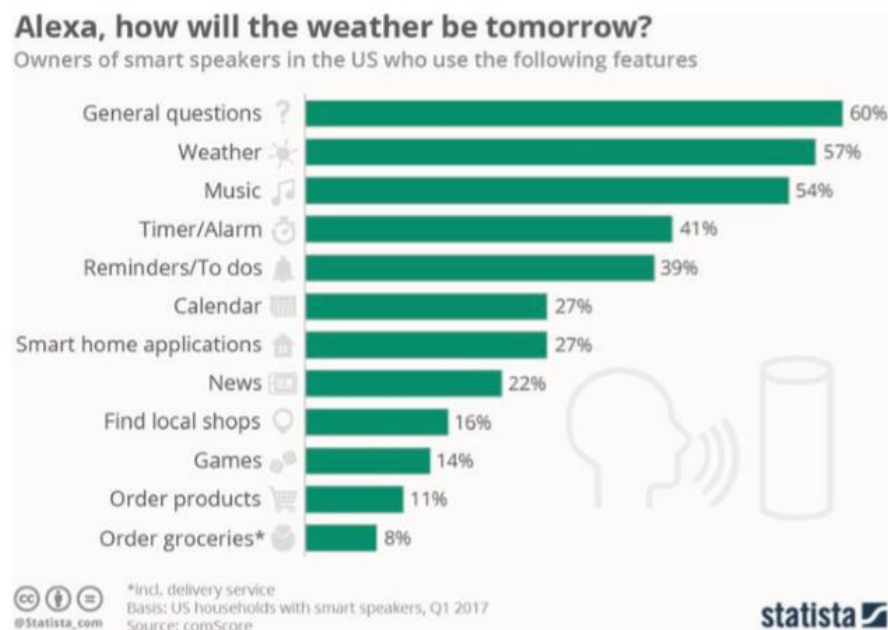 Alexa, how will the weather be tomorrow?
Owners of smart speakers in the US who use the following features
General questions ? 60%
Weather 57%
Music 54%
Timer/Alarm 41%
Reminders/To dos 39%
Calendar 27%
Smart home applications 27%
News 22%
Find local shops 16%
Games 14%
Order products 11%
Order groceries* 8%
*incl. delivery service
Basis: US households with smart speakers, Q1 2017
Source: comScore
cc
=
@Statista_com
statista